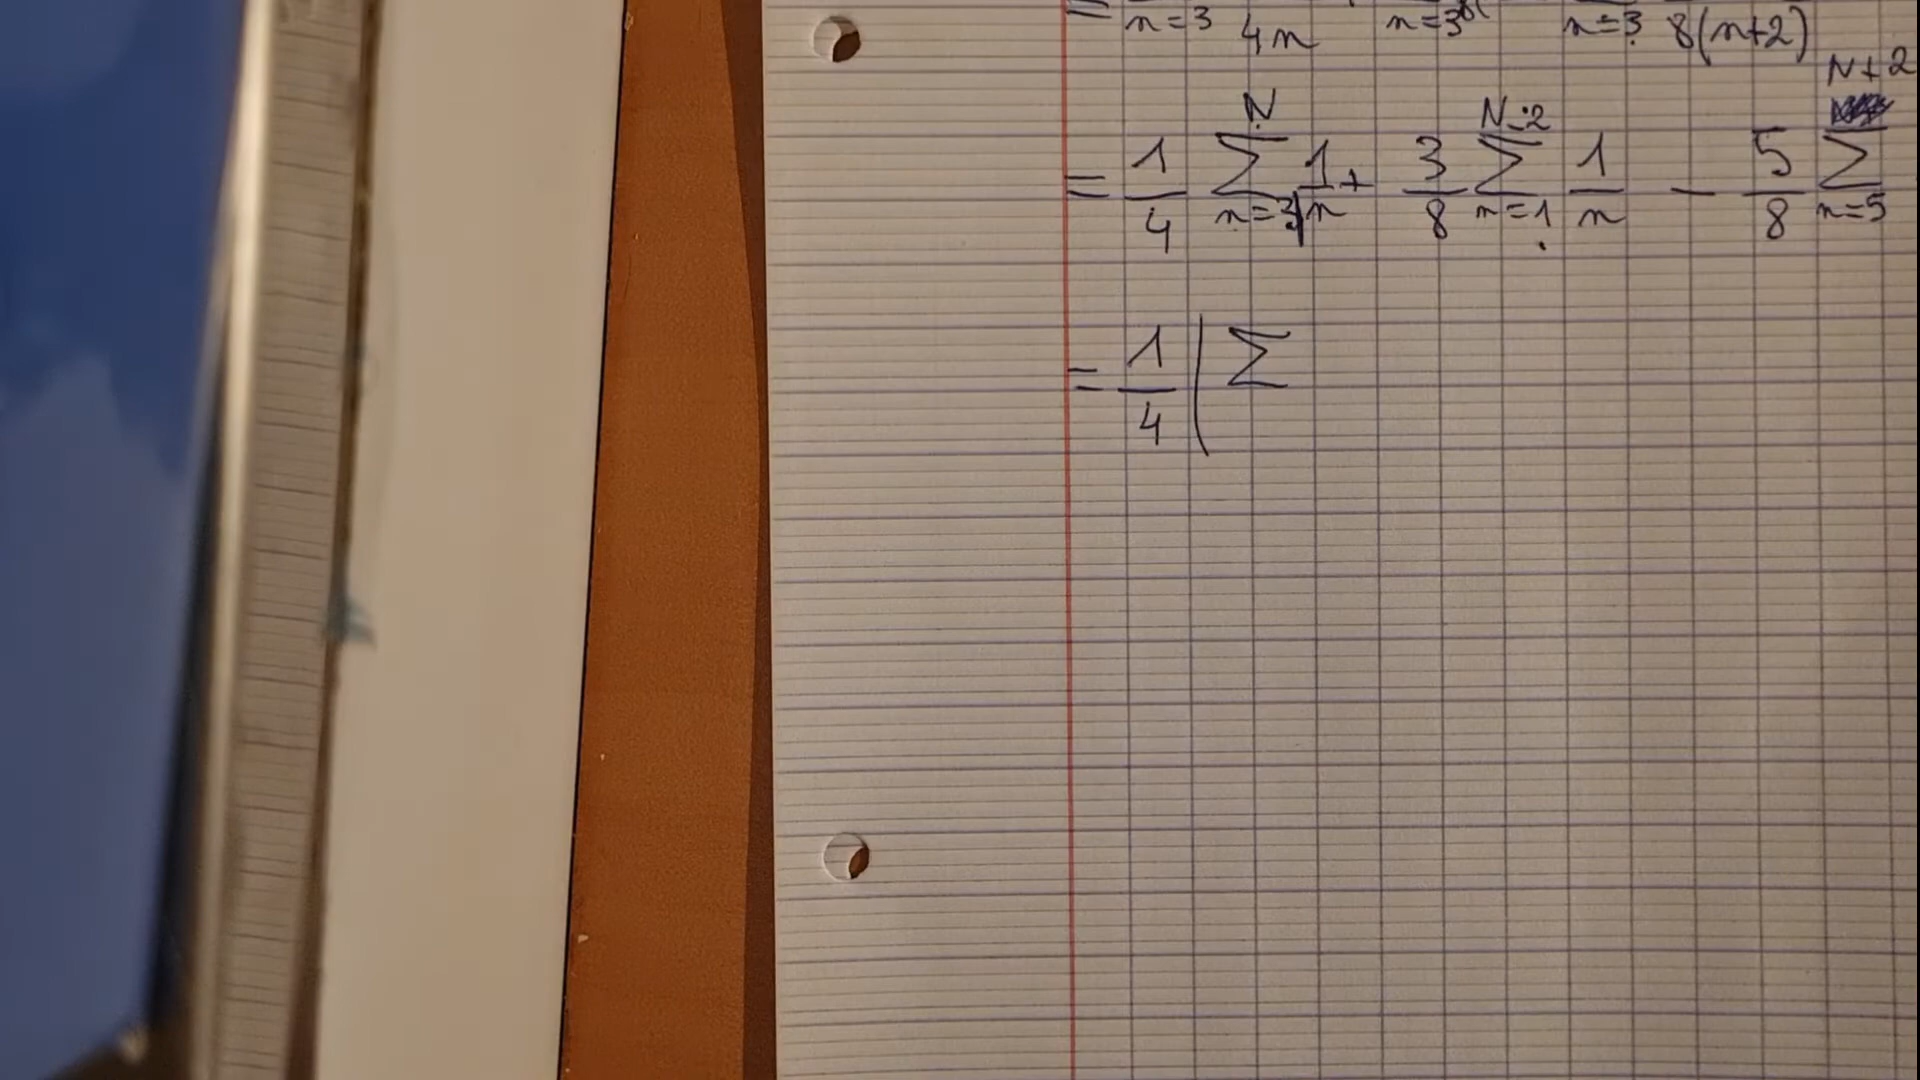 = n=3 4n n=3 8( n=3 8(n+2)
= 1/4 ∑_{n=3}^{N} 1/n + 3/8 ∑_{n=1}^{N-2} 1/n - 5/8 ∑_{n=5}^{N+2}
= 1/4 ( ∑